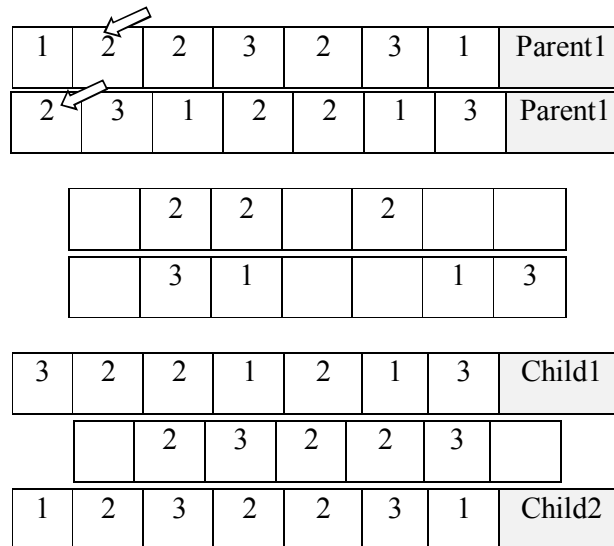 1 2 2 3 2 3 1 Parent1
2 3 1 2 2 1 3 Parent1
2 2 2
3 1 1 3
3 2 2 1 2 1 3 Child1
2 3 2 2 3
1 2 3 2 2 3 1 Child2